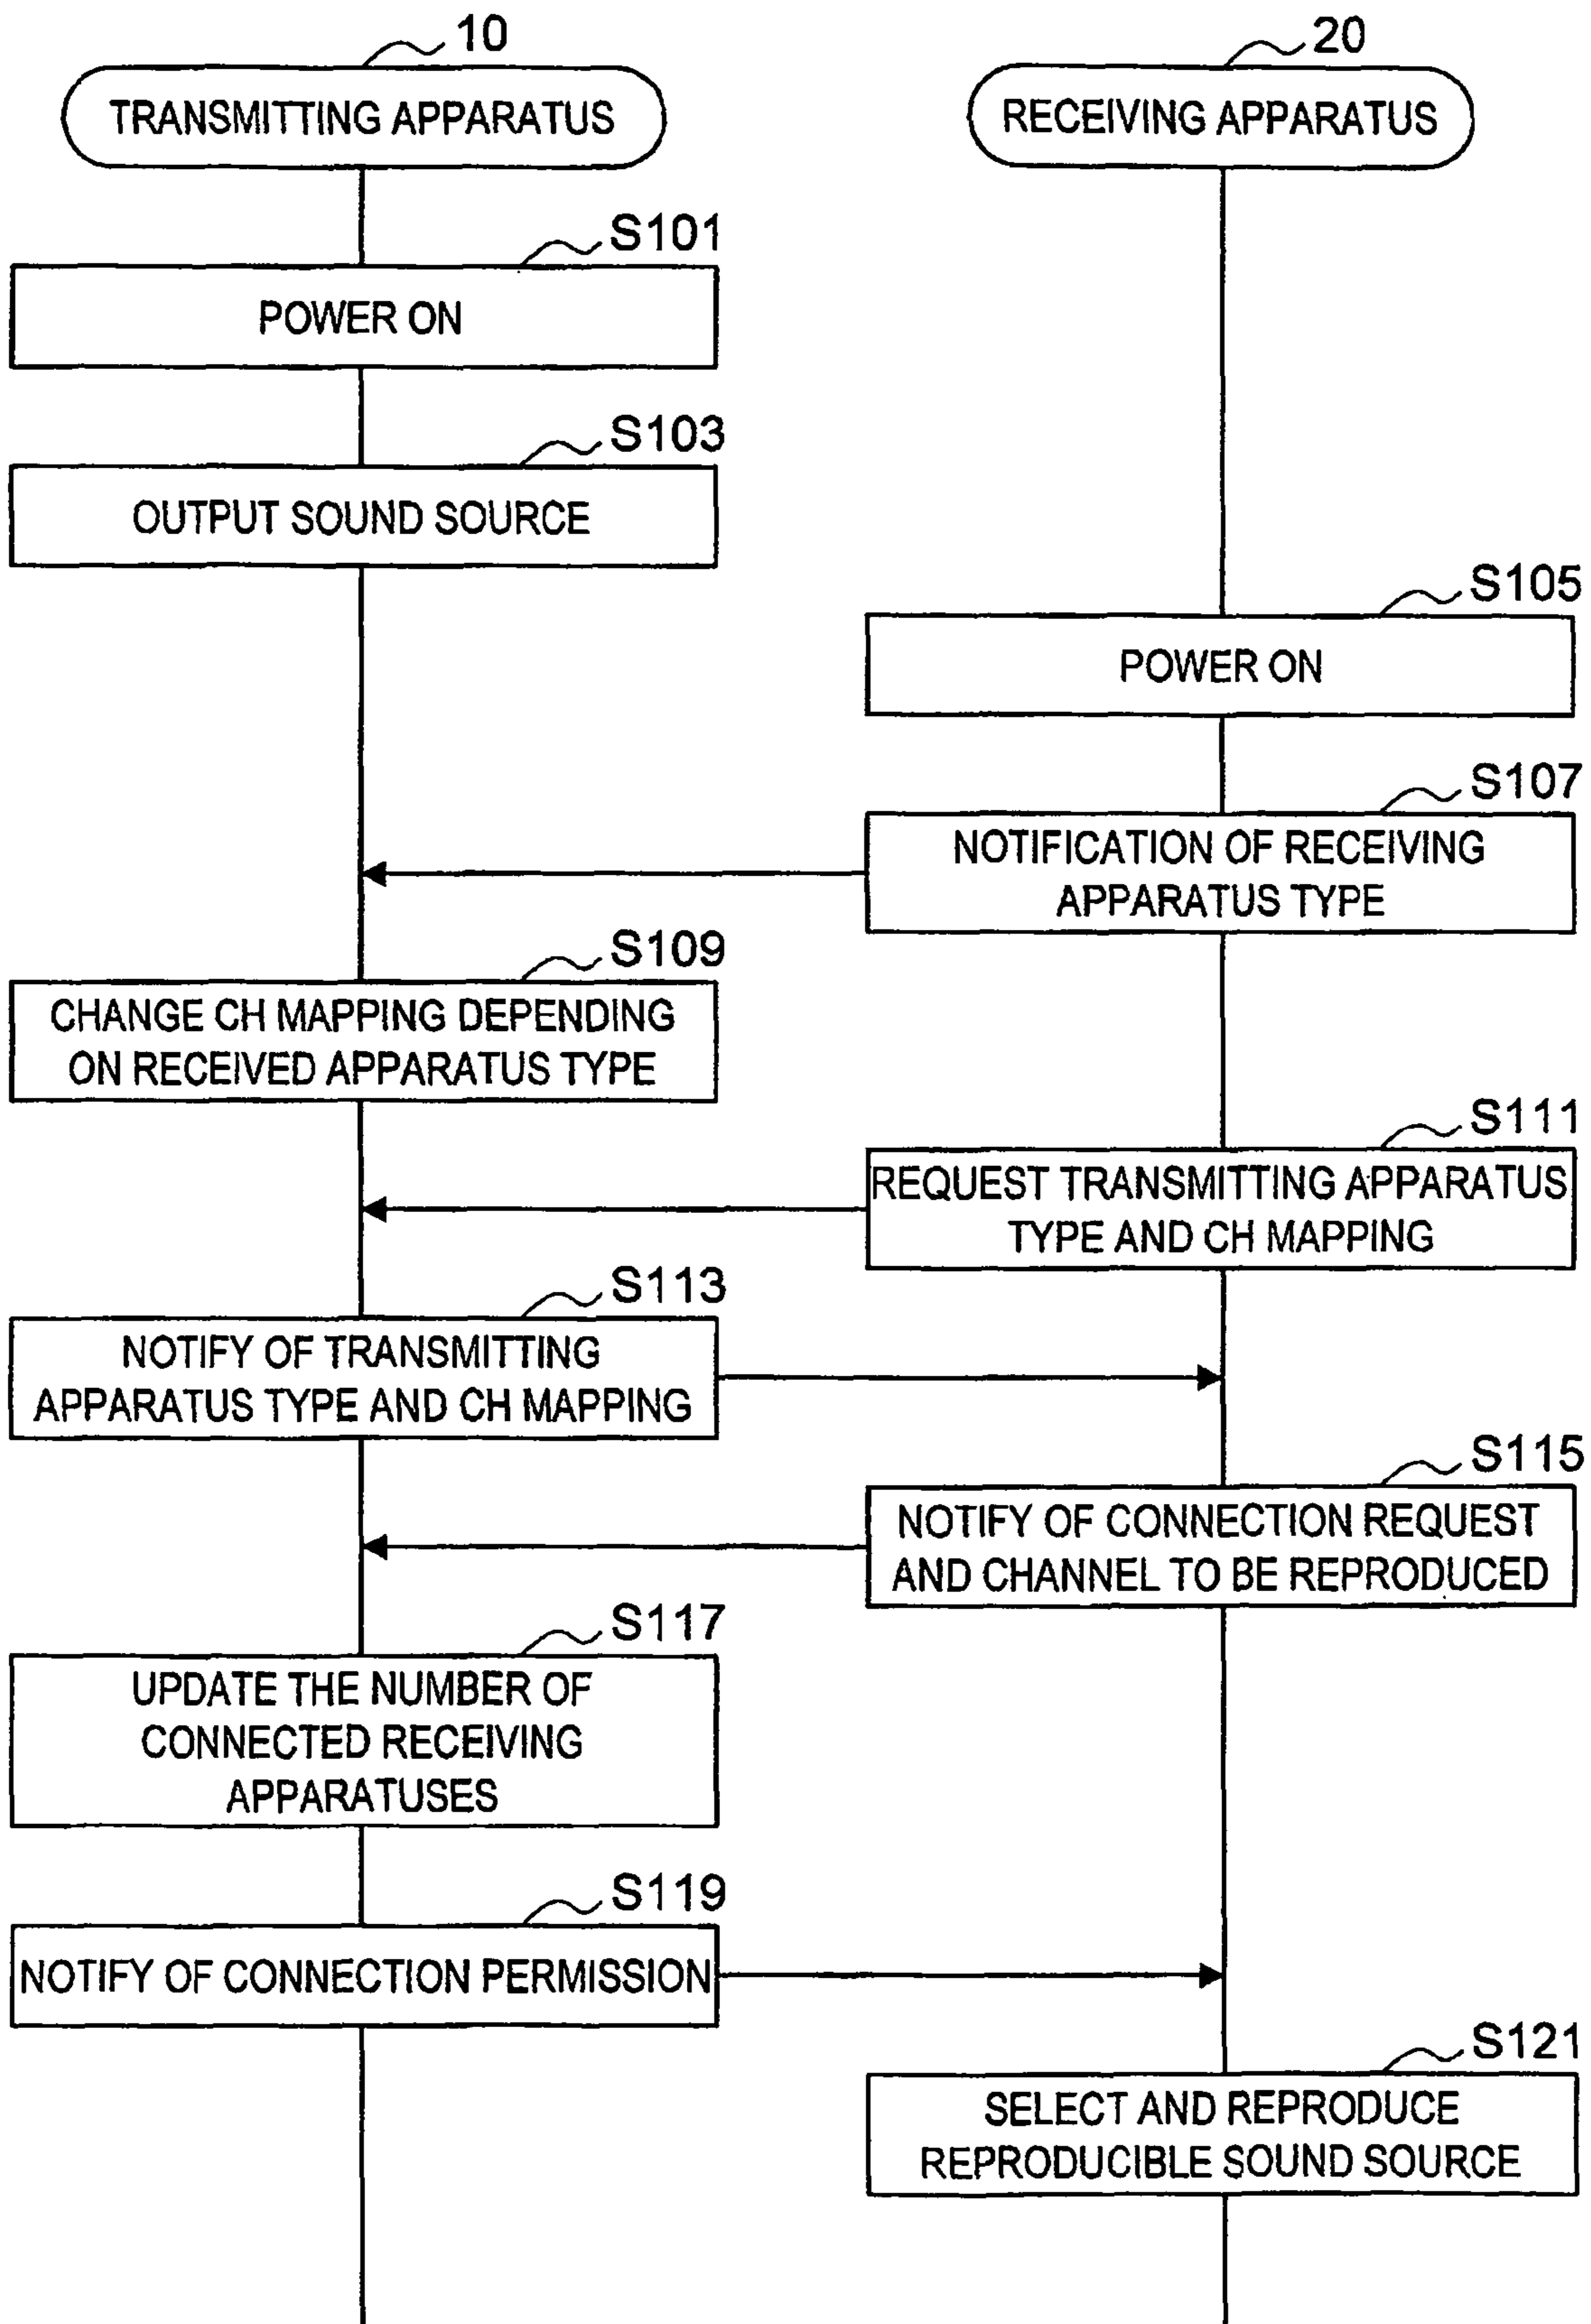 10
20
TRANSMITTING APPARATUS
RECEIVING APPARATUS
S101
POWER ON
S103
OUTPUT SOUND SOURCE
S105
POWER ON
S107
NOTIFICATION OF RECEIVING
APPARATUS TYPE
S109
CHANGE CH MAPPING DEPENDING
ON RECEIVED APPARATUS TYPE
S111
REQUEST TRANSMITTING APPARATUS
TYPE AND CH MAPPING
S113
NOTIFY OF TRANSMITTING
APPARATUS TYPE AND CH MAPPING
S115
NOTIFY OF CONNECTION REQUEST
AND CHANNEL TO BE REPRODUCED
S117
UPDATE THE NUMBER OF
CONNECTED RECEIVING
APPARATUSES
S119
NOTIFY OF CONNECTION PERMISSION
S121
SELECT AND REPRODUCE
REPRODUCIBLE SOUND SOURCE